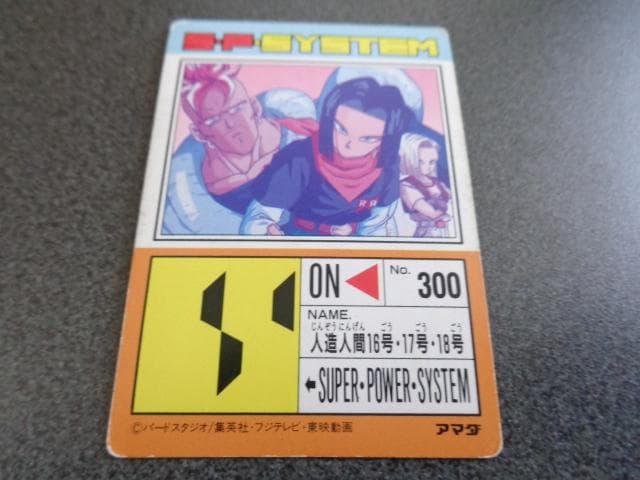 S・P・SYSTEM
RR
ON
No. 300
NAME.
じんぞうにんげん ごう ごう ごう
人造人間16号・17号・18号
SUPER・POWER・SYSTEM
©バードスタジオ/集英社・フジテレビ・東映動画
アマダ